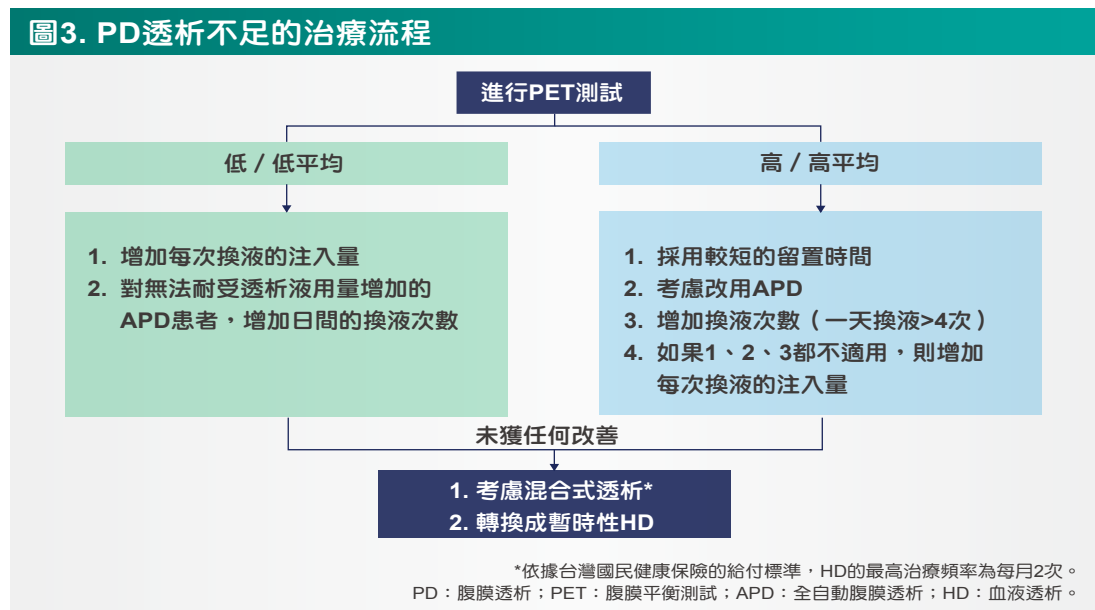 圖3. PD透析不足的治療流程
進行PET測試
低 / 低平均
1. 增加每次換液的注入量
2. 對無法耐受透析液用量增加的
APD患者，增加日間的換液次數
高 / 高平均
1. 採用較短的留置時間
2. 考慮改用APD
3. 增加換液次數（一天換液>4次）
4. 如果1、2、3都不適用，則增加
每次換液的注入量
未獲任何改善
1. 考慮混合式透析*
2. 轉換成暫時性HD
*依據台灣國民健康保險的給付標準，HD的最高治療頻率為每月2次。
PD：腹膜透析；PET：腹膜平衡測試；APD：全自動腹膜透析；HD：血液透析。